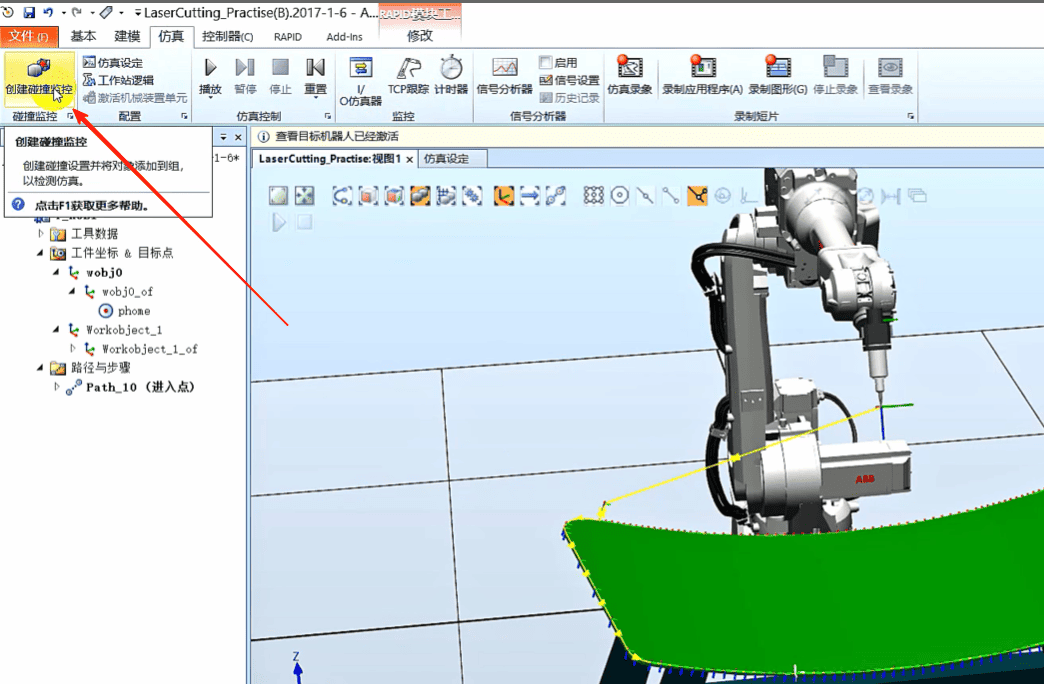 LaserCutting_Practise(B).2017-1-6 - A...
RAPID模块工...
文件(F) 基本 建模 仿真 控制器(C) RAPID Add-Ins 修改
创建碰撞监控
仿真设定
工作站逻辑
激活机械装置单元
播放 暂停 停止 重置
I/O仿真器
TCP跟踪 计时器
信号分析器
启用
信号设置
历史记录
仿真录象 录制应用程序(A) 录制图形(G) 停止录象 查看录象
碰撞监控 配置 仿真控制 监控 信号分析器 录制短片
创建碰撞监控
创建碰撞设置并将对象添加到组,
以检测仿真。
点击F1获取更多帮助。
1-6*
查看目标机器人已经激活
LaserCutting_Practise:视图1 × 仿真设定
工具数据
工件坐标 & 目标点
wobj0
wobj0_of
phome
Workobject_1
Workobject_1_of
路径与步骤
Path_10 (进入点)
ABB
Z